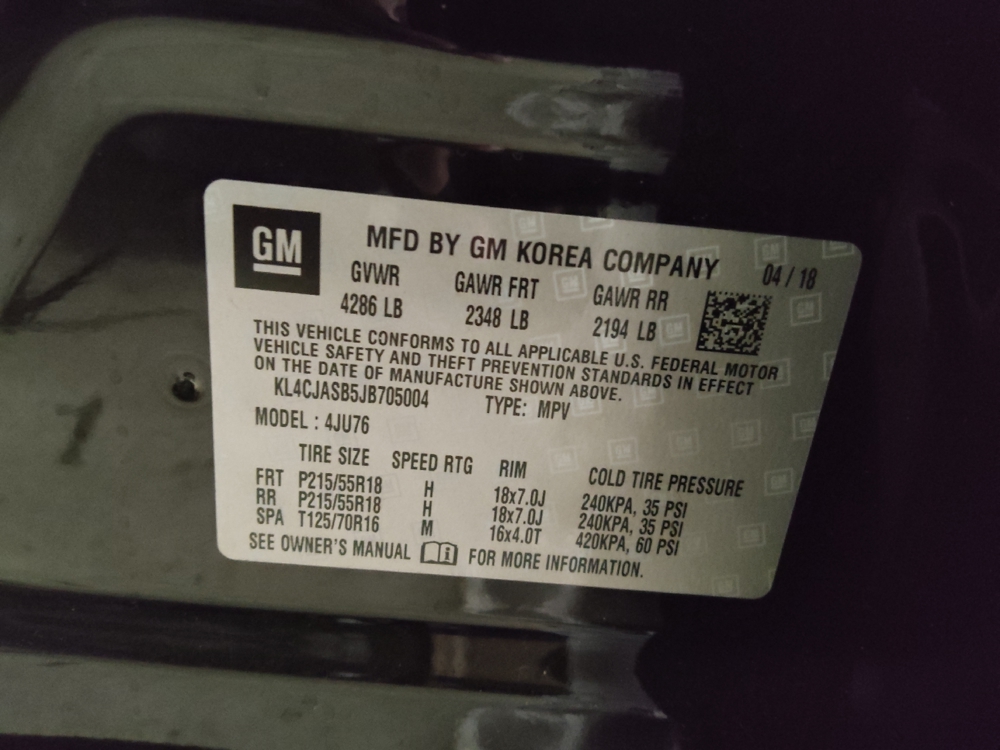 GM
MFD BY GM KOREA COMPANY 04 / 18
GVWR GAWR FRT GAWR RR
4286 LB 2348 LB 2194 LB
THIS VEHICLE CONFORMS TO ALL APPLICABLE U.S. FEDERAL MOTOR
VEHICLE SAFETY AND THEFT PREVENTION STANDARDS IN EFFECT
ON THE DATE OF MANUFACTURE SHOWN ABOVE.
KL4CJASB5JB705004 TYPE: MPV
MODEL : 4JU76
TIRE SIZE SPEED RTG RIM COLD TIRE PRESSURE
FRT P215/55R18 H 18x7.0J 240KPA, 35 PSI
RR P215/55R18 H 18x7.0J 240KPA, 35 PSI
SPA T125/70R16 M 16x4.0T 420KPA, 60 PSI
SEE OWNER'S MANUAL FOR MORE INFORMATION.